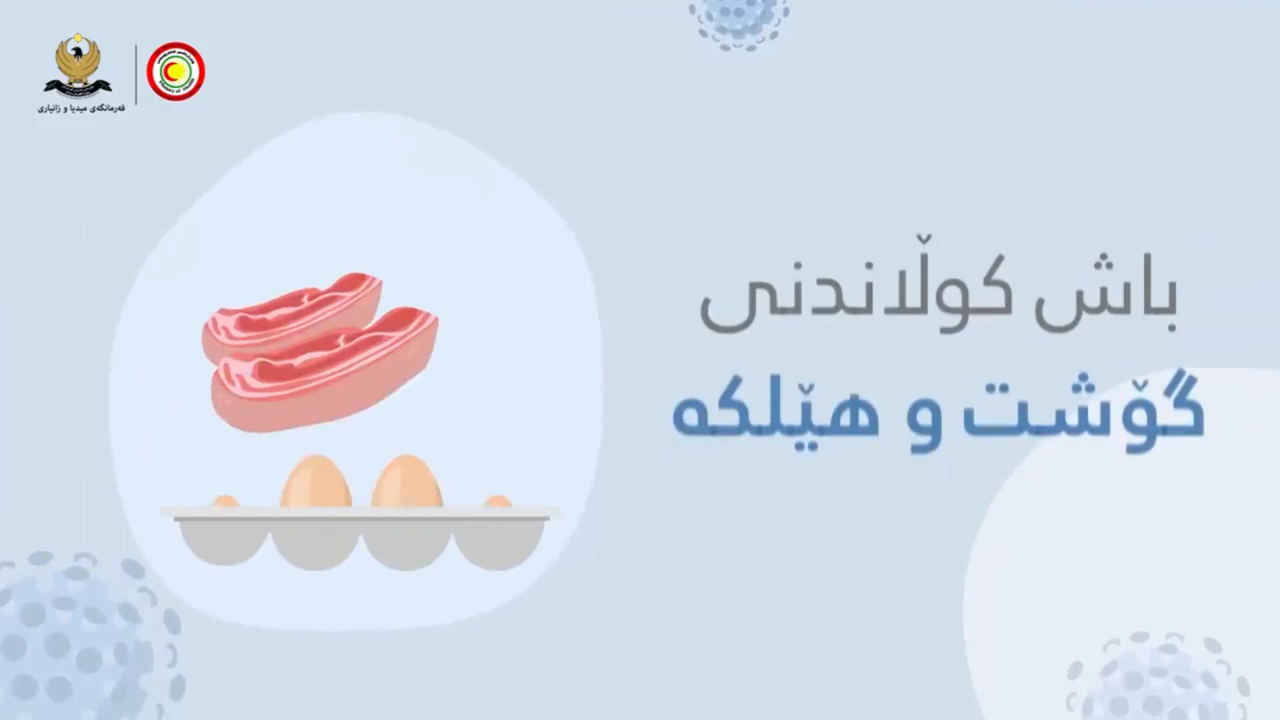 فەرمانگەی میدیا و زانیاری
باش کوڵاندنی
گۆشت و هێلکە